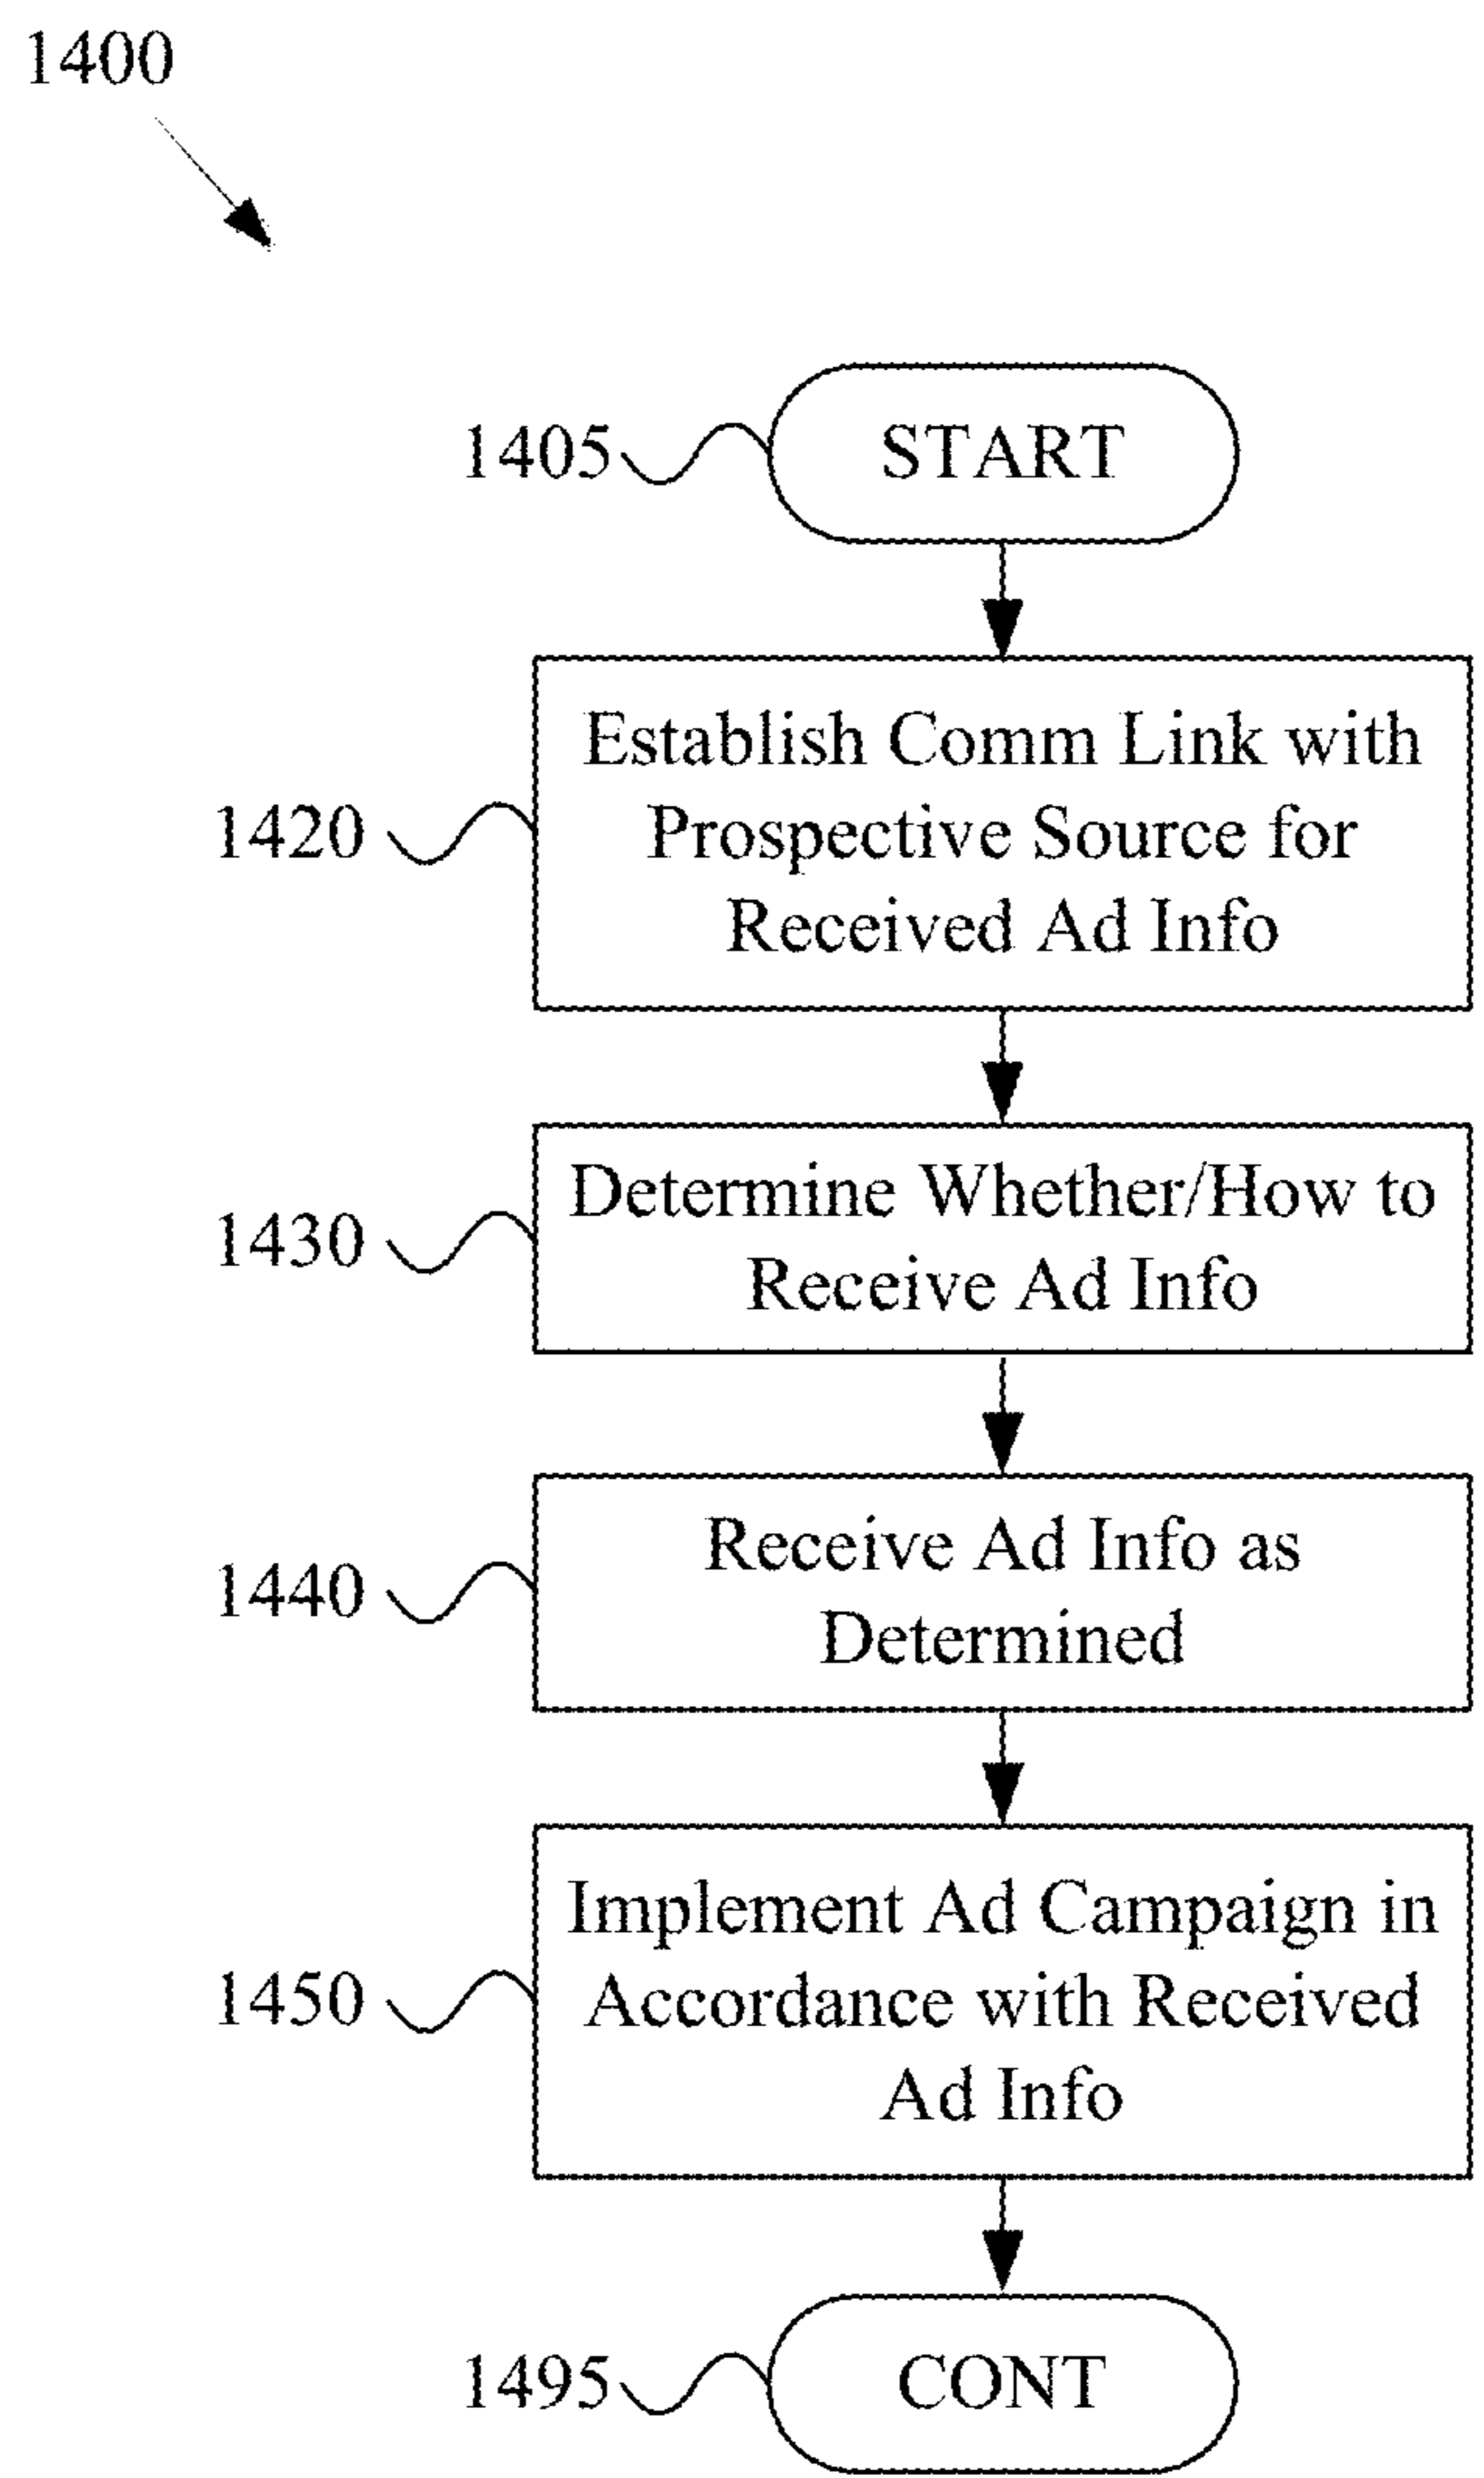 1400
1405
START
Establish Comm Link with
1420
Prospective Source for
Received Ad Info
Determine Whether/How to
1430
Receive Ad Info
Receive Ad Info as
1440
Determined
Implement Ad Campaign in
1450
Accordance with Received
Ad Info
1495
CONT